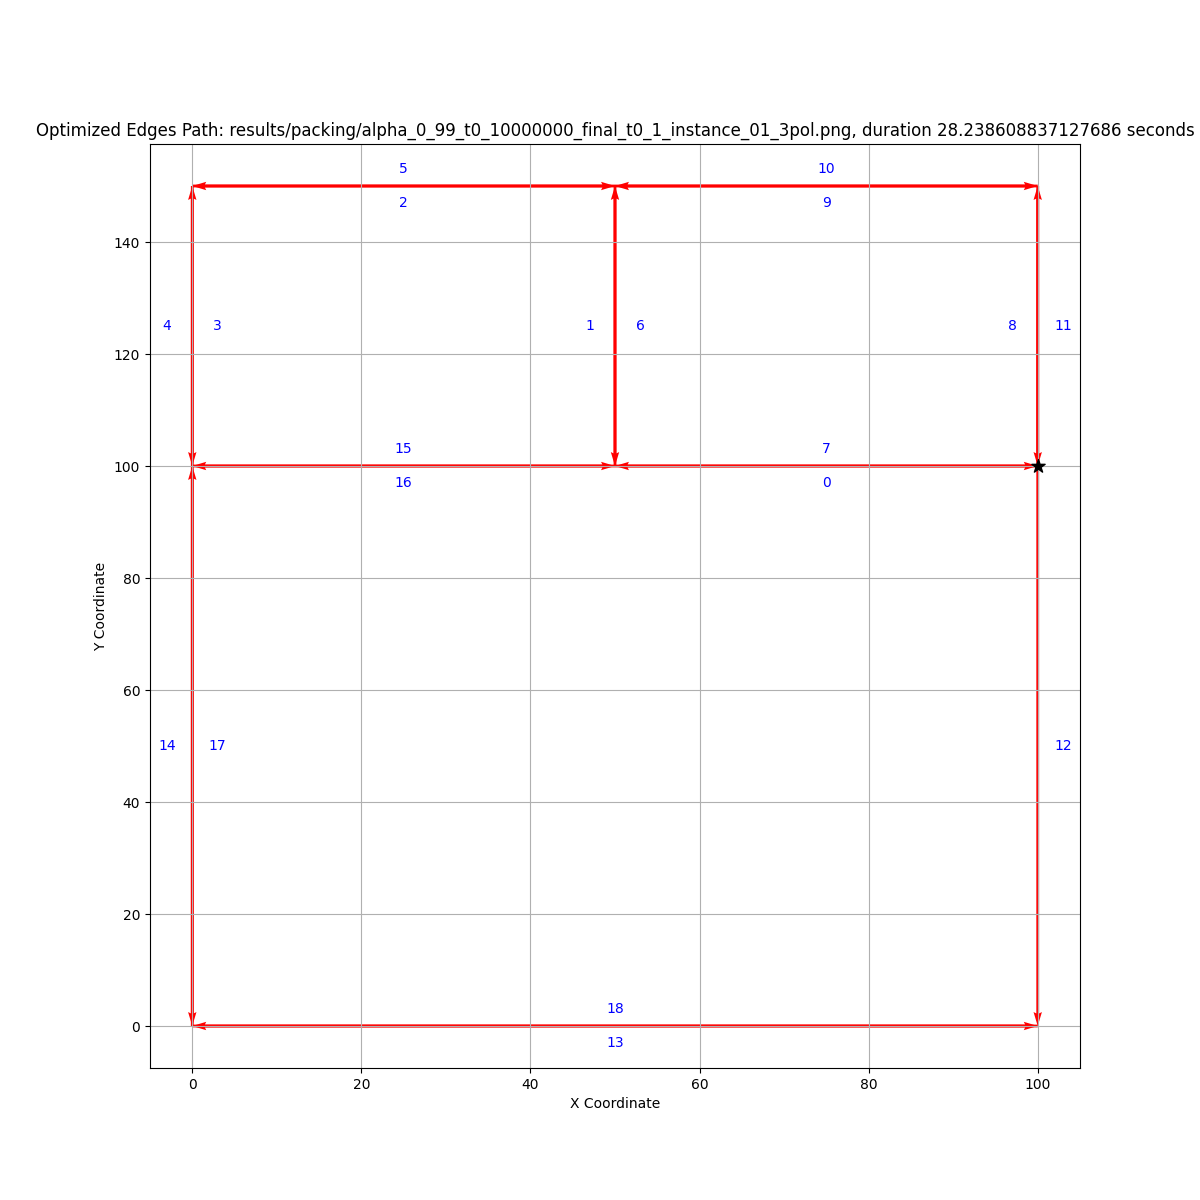 Optimized Edges Path: results/packing/alpha_0_99_t0_10000000_final_t0_1_instance_01_3pol.png, duration 28.238608837127686 seconds
5 10
2 9
140
4 3 1 6 8 11
120
15 7
100
16 0
80
Y Coordinate
60
14 17 12
40
20
18
0
13
0 20 40 60 80 100
X Coordinate